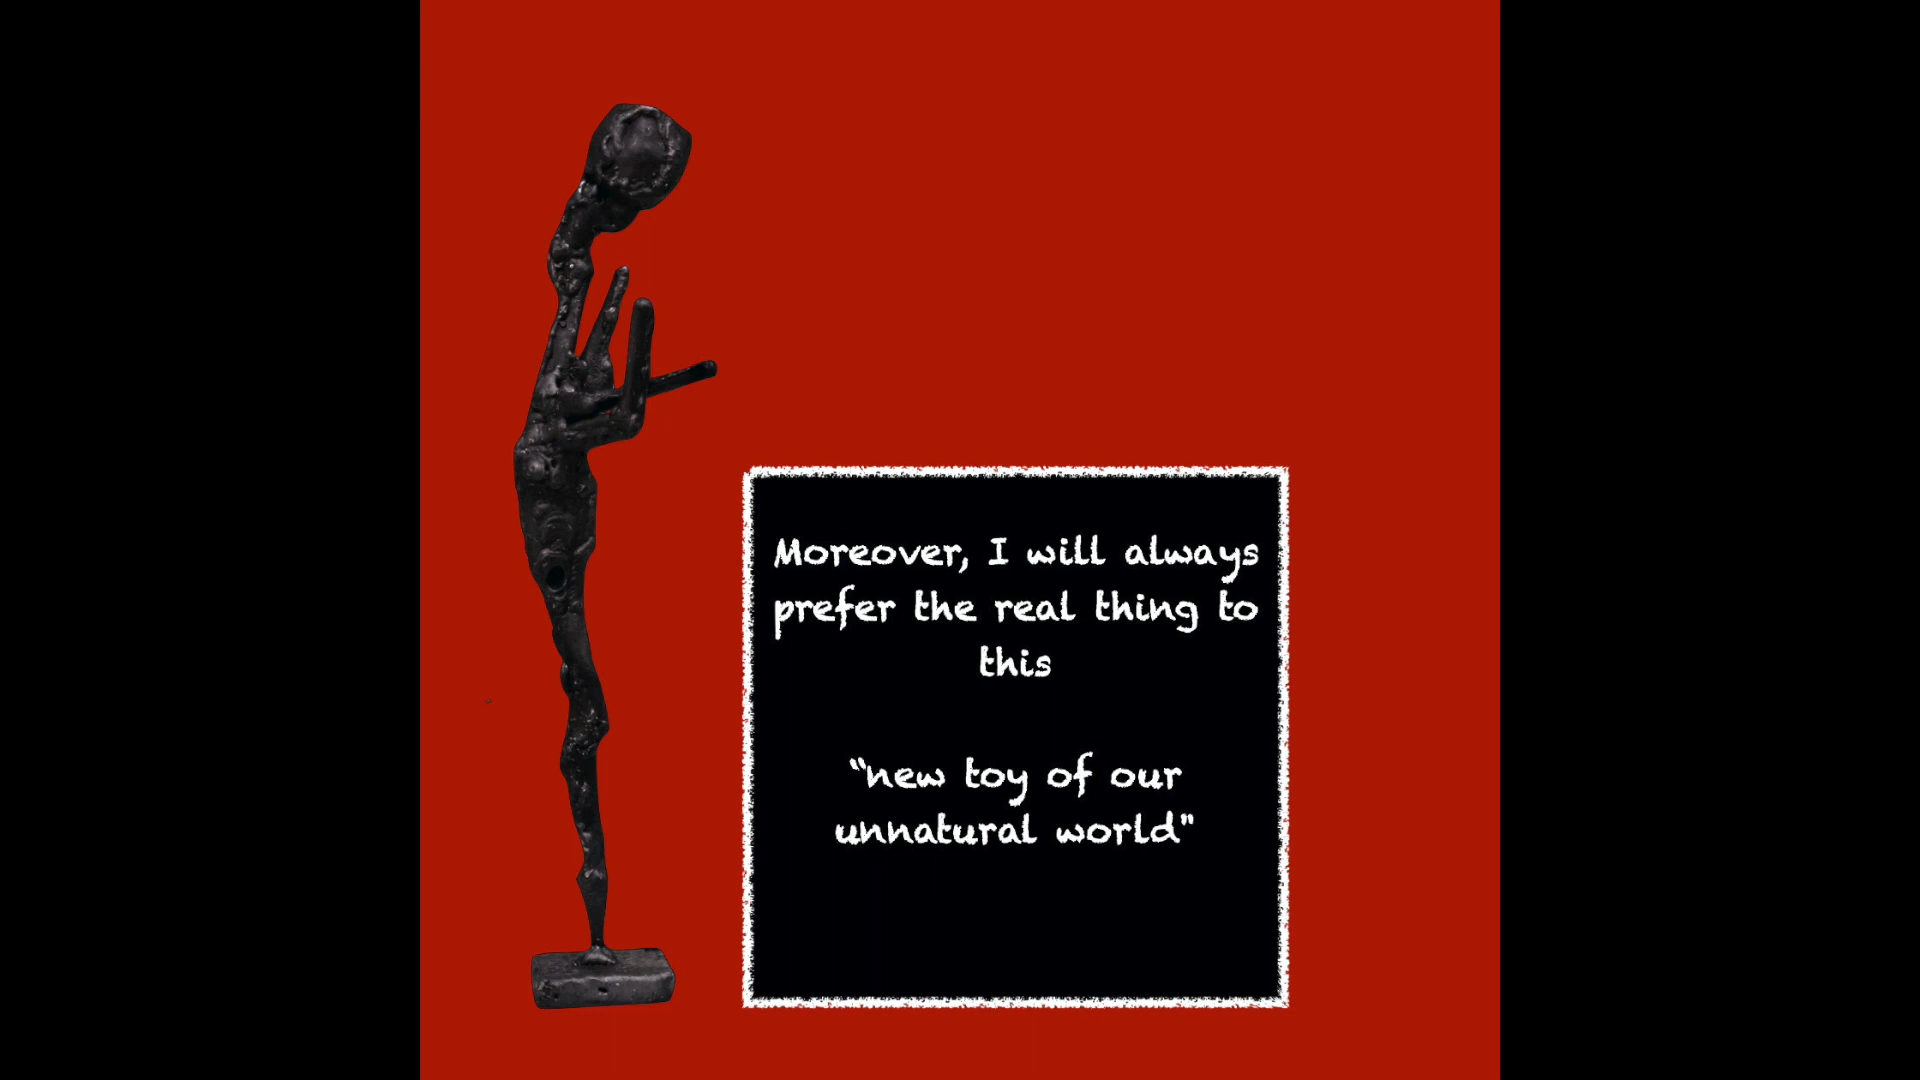 Moreover, I will always
prefer the real thing to
this
“new toy of our
unnatural world"